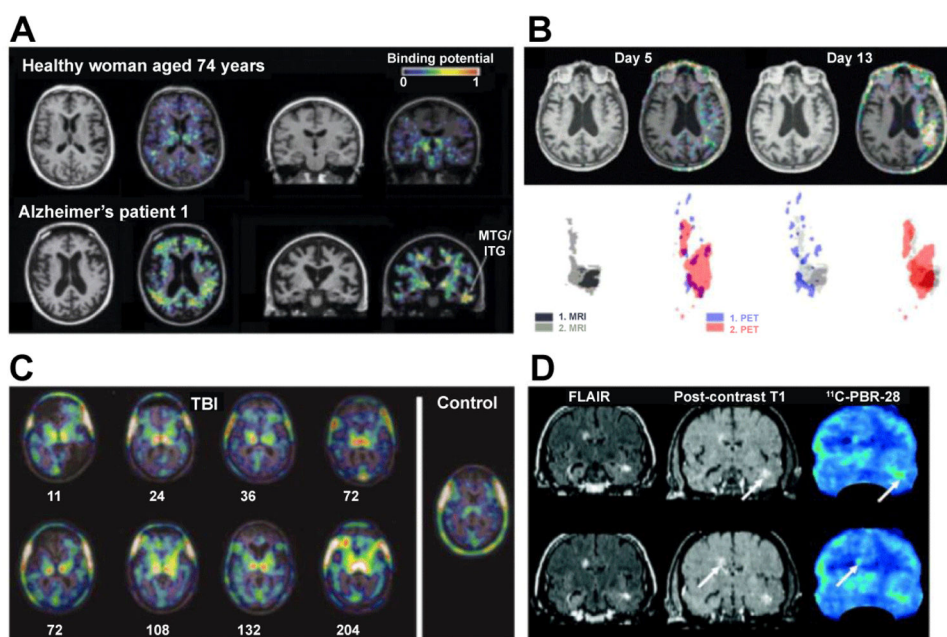 A
Healthy woman aged 74 years
Binding potential
0 1
Alzheimer's patient 1
MTG/
ITG
B
Day 5 Day 13
1. MRI
2. MRI
1. PET
2. PET
C
TBI
Control
11 24 36 72
72 108 132 204
D
FLAIR Post-contrast T1 ¹¹C-PBR-28